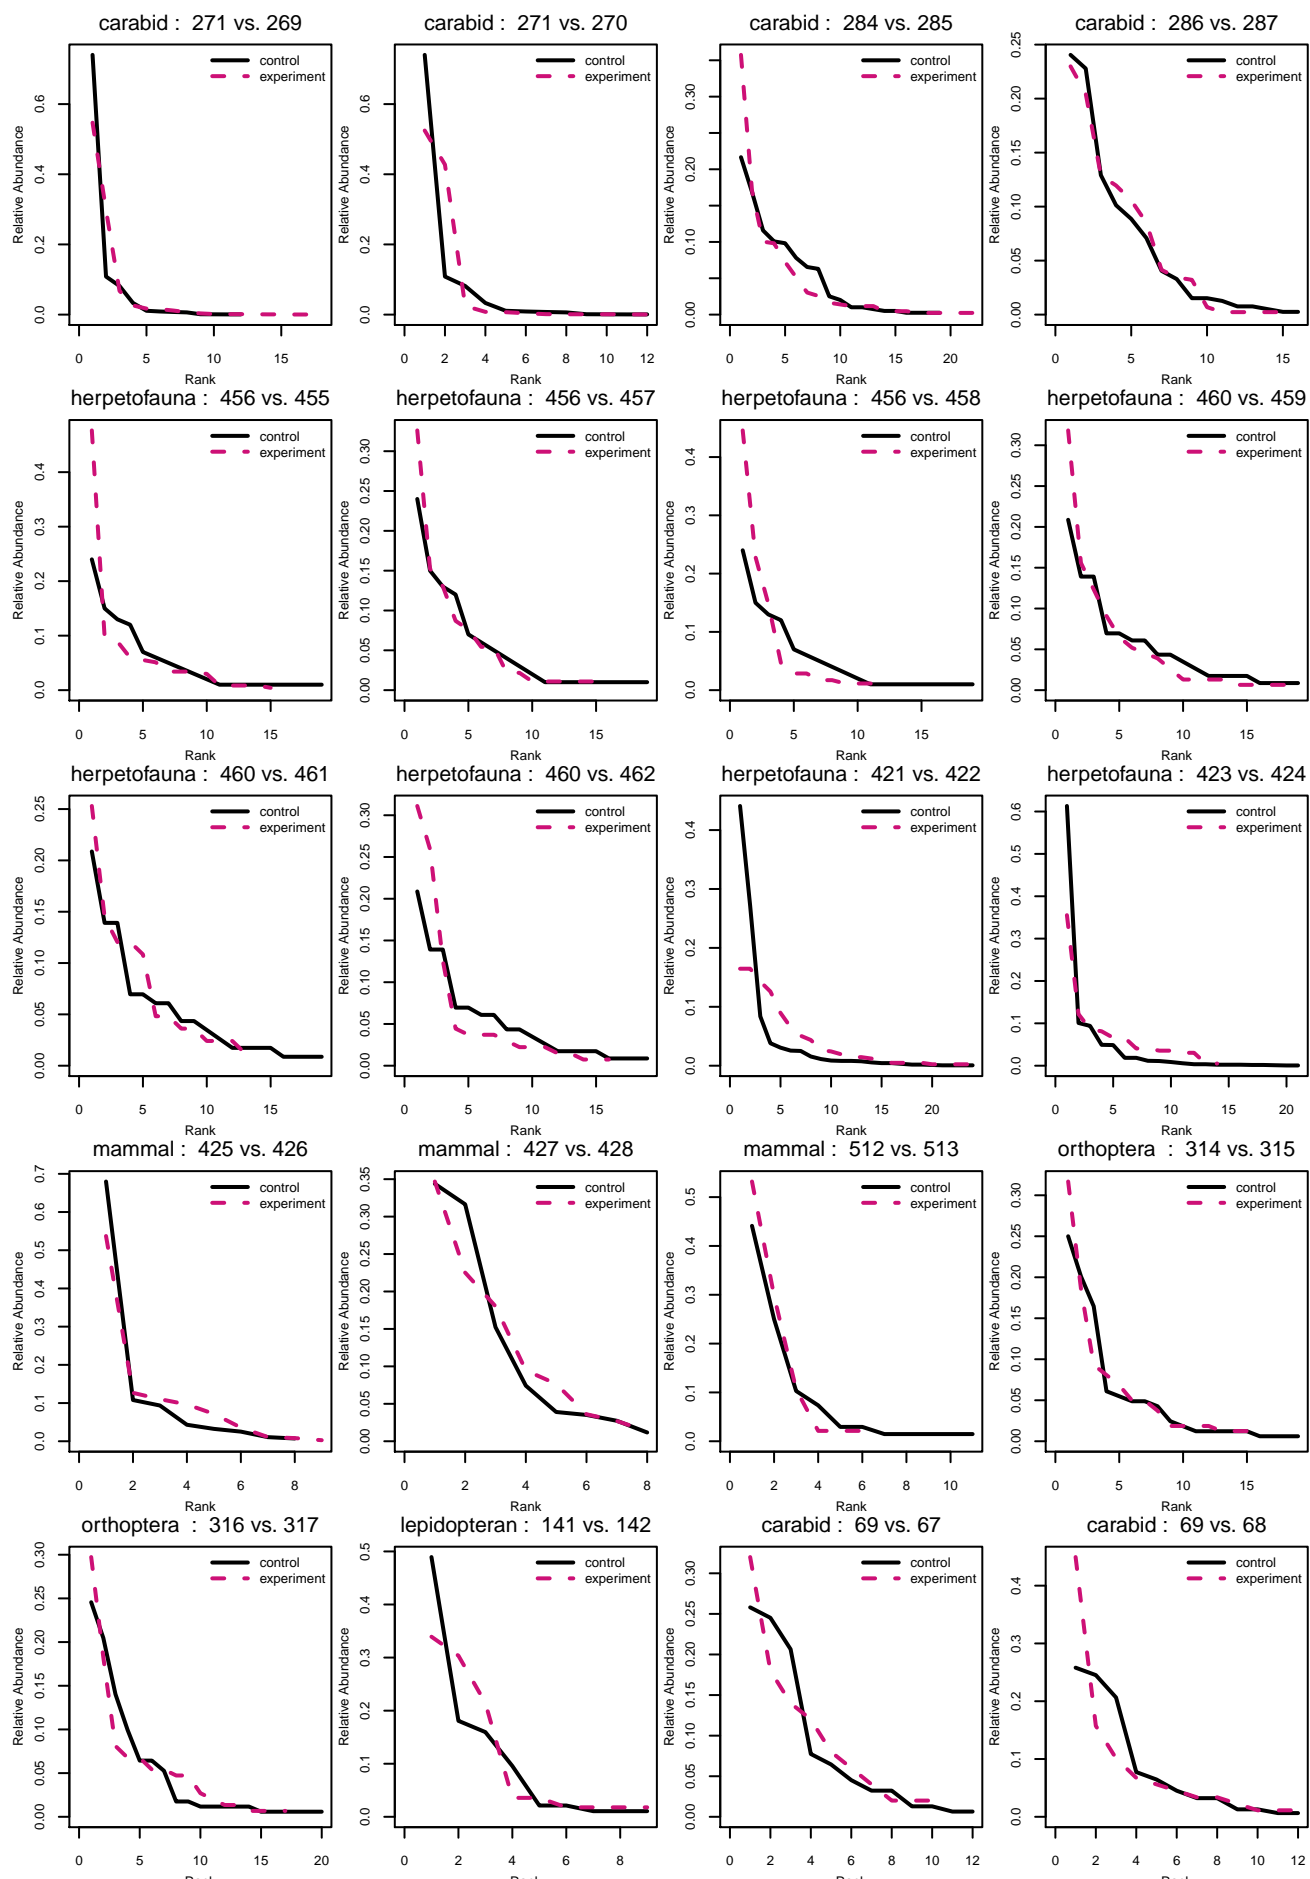 carabid : 271 vs. 269
carabid : 271 vs. 270
carabid : 284 vs. 285
carabid : 286 vs. 287
Relative Abundance
0.0 0.2 0.4 0.6
control
experiment
0 5 10 15
Rank
Relative Abundance
0.0 0.2 0.4 0.6
control
experiment
0 2 4 6 8 10 12
Rank
Relative Abundance
0.00 0.10 0.20 0.30
control
experiment
0 5 10 15 20
Rank
Relative Abundance
0.00 0.05 0.10 0.15 0.20 0.25
control
experiment
0 5 10 15
Rank
herpetofauna : 456 vs. 455
herpetofauna : 456 vs. 457
herpetofauna : 456 vs. 458
herpetofauna : 460 vs. 459
Relative Abundance
0.0 0.1 0.2 0.3 0.4
control
experiment
0 5 10 15
Rank
Relative Abundance
0.00 0.05 0.10 0.15 0.20 0.25 0.30
control
experiment
0 5 10 15
Rank
Relative Abundance
0.0 0.1 0.2 0.3 0.4
control
experiment
0 5 10 15
Rank
Relative Abundance
0.00 0.05 0.10 0.15 0.20 0.25 0.30
control
experiment
0 5 10 15
Rank
herpetofauna : 460 vs. 461
herpetofauna : 460 vs. 462
herpetofauna : 421 vs. 422
herpetofauna : 423 vs. 424
Relative Abundance
0.00 0.05 0.10 0.15 0.20 0.25
control
experiment
0 5 10 15
Rank
Relative Abundance
0.00 0.05 0.10 0.15 0.20 0.25 0.30
control
experiment
0 5 10 15
Rank
Relative Abundance
0.0 0.1 0.2 0.3 0.4
control
experiment
0 5 10 15 20
Rank
Relative Abundance
0.0 0.1 0.2 0.3 0.4 0.5 0.6
control
experiment
0 5 10 15 20
Rank
mammal : 425 vs. 426
mammal : 427 vs. 428
mammal : 512 vs. 513
orthoptera : 314 vs. 315
Relative Abundance
0.0 0.1 0.2 0.3 0.4 0.5 0.6 0.7
control
experiment
0 2 4 6 8
Rank
Relative Abundance
0.00 0.05 0.10 0.15 0.20 0.25 0.30 0.35
control
experiment
0 2 4 6 8
Rank
Relative Abundance
0.0 0.1 0.2 0.3 0.4 0.5
control
experiment
0 2 4 6 8 10
Rank
Relative Abundance
0.00 0.05 0.10 0.15 0.20 0.25 0.30
control
experiment
0 5 10 15
Rank
orthoptera : 316 vs. 317
lepidopteran : 141 vs. 142
carabid : 69 vs. 67
carabid : 69 vs. 68
Relative Abundance
0.00 0.05 0.10 0.15 0.20 0.25 0.30
control
experiment
0 5 10 15 20
Rank
Relative Abundance
0.0 0.1 0.2 0.3 0.4 0.5
control
experiment
0 2 4 6 8
Rank
Relative Abundance
0.00 0.05 0.10 0.15 0.20 0.25 0.30
control
experiment
0 2 4 6 8 10 12
Rank
Relative Abundance
0.0 0.1 0.2 0.3 0.4
control
experiment
0 2 4 6 8 10 12
Rank